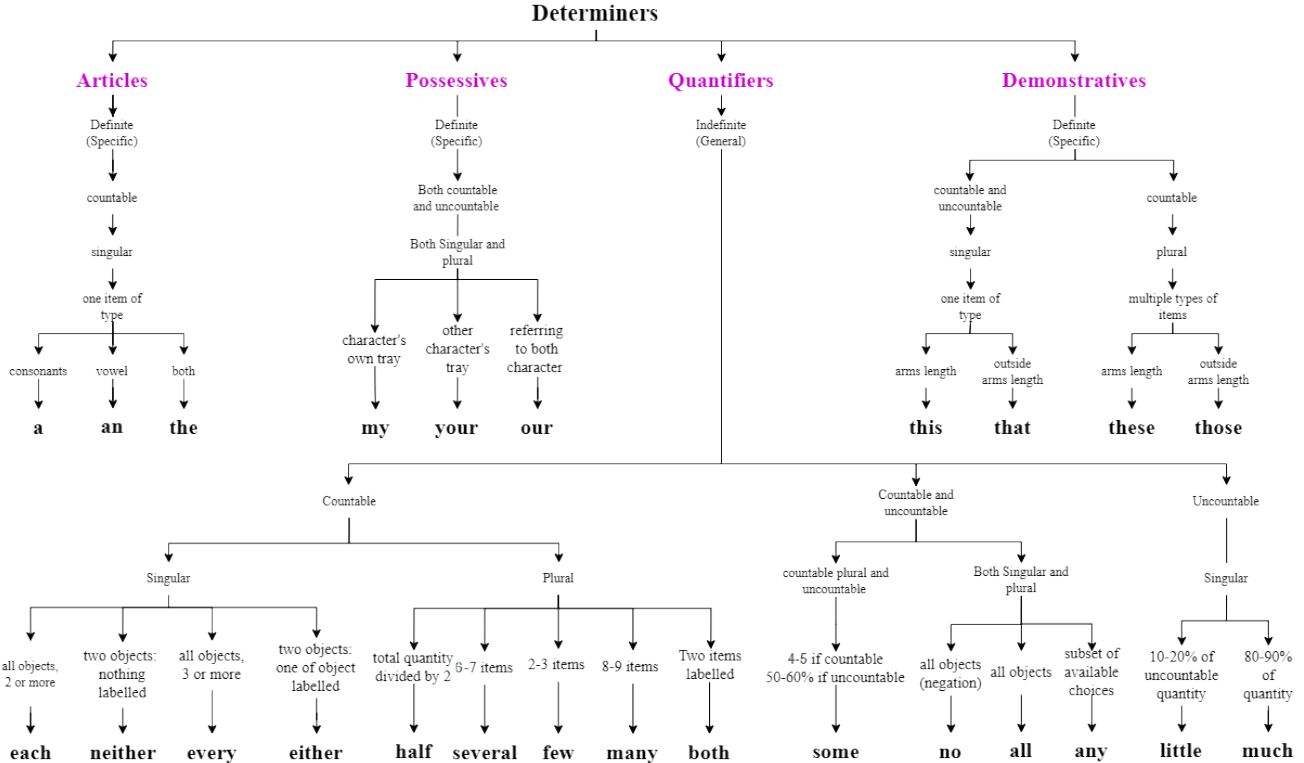 Determiners
Articles
Possessives
Quantifiers
Demonstratives
Definite
(Specific)
Definite
(Specific)
Indefinite
(General)
Definite
(Specific)
countable
Both countable
and uncountable
countable and
uncountable
countable
singular
Both Singular and
plural
singular
plural
one item of
type
one item of
type
multiple types of
items
consonants
vowel
both
character's
own tray
other
character's
tray
referring
to both
character
arms length
outside
arms length
arms length
outside
arms length
a
an
the
my
your
our
this
that
these
those
Countable
Countable and
uncountable
Uncountable
Singular
Plural
countable plural and
uncountable
Both Singular and
plural
Singular
all objects,
2 or more
two objects:
nothing
labelled
all objects,
3 or more
two objects:
one of object
labelled
total quantity
divided by 2
6-7 items
2-3 items
8-9 items
Two items
labelled
4-5 if countable
50-60% if uncountable
all objects
(negation)
all objects
subset of
available
choices
10-20% of
uncountable
quantity
80-90%
of
quantity
each
neither
every
either
half
several
few
many
both
some
no
all
any
little
much